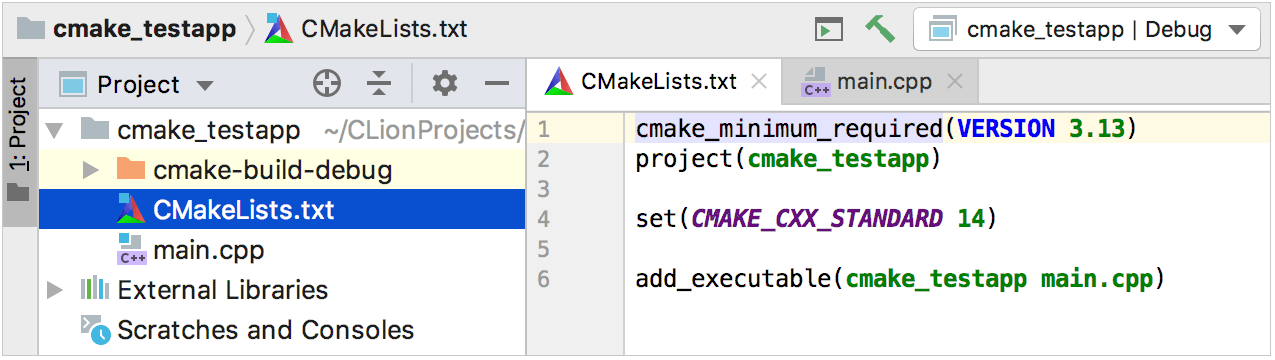 cmake_testapp CMakeLists.txt cmake_testapp | Debug
1: Project
Project
cmake_testapp ~/CLionProjects/
cmake-build-debug
CMakeLists.txt
C++ main.cpp
External Libraries
Scratches and Consoles
CMakeLists.txt C++ main.cpp
1 cmake_minimum_required(VERSION 3.13)
2 project(cmake_testapp)
3
4 set(CMAKE_CXX_STANDARD 14)
5
6 add_executable(cmake_testapp main.cpp)